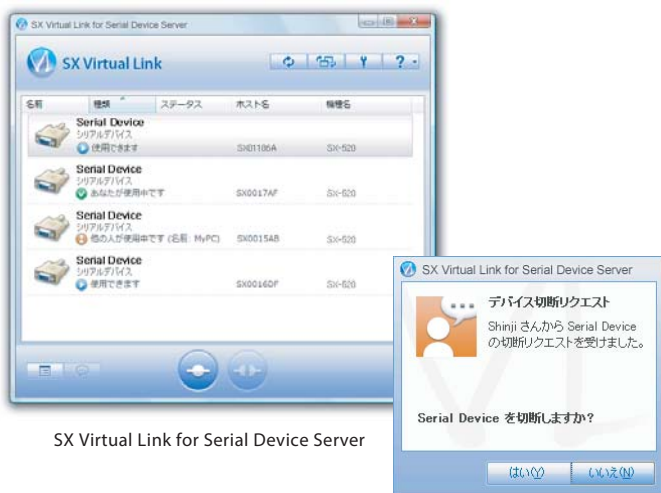 SX Virtual Link for Serial Device Server
SX Virtual Link
名前 種類 ステータス ホスト名 機種名
Serial Device
シリアルデバイス
使用できます SX01106A SX-520
Serial Device
シリアルデバイス
あなたが使用中です SX0017AF SX-520
Serial Device
シリアルデバイス
他の人が使用中です (名前: MyPC) SX0015AB SX-520
Serial Device
シリアルデバイス
使用できます SX0016DF SX-520
SX Virtual Link for Serial Device Server
SX Virtual Link for Serial Device Server
デバイス切断リクエスト
Shinji さんから Serial Device
の切断リクエストを受けました。
Serial Device を切断しますか?
はい(Y) いいえ(N)